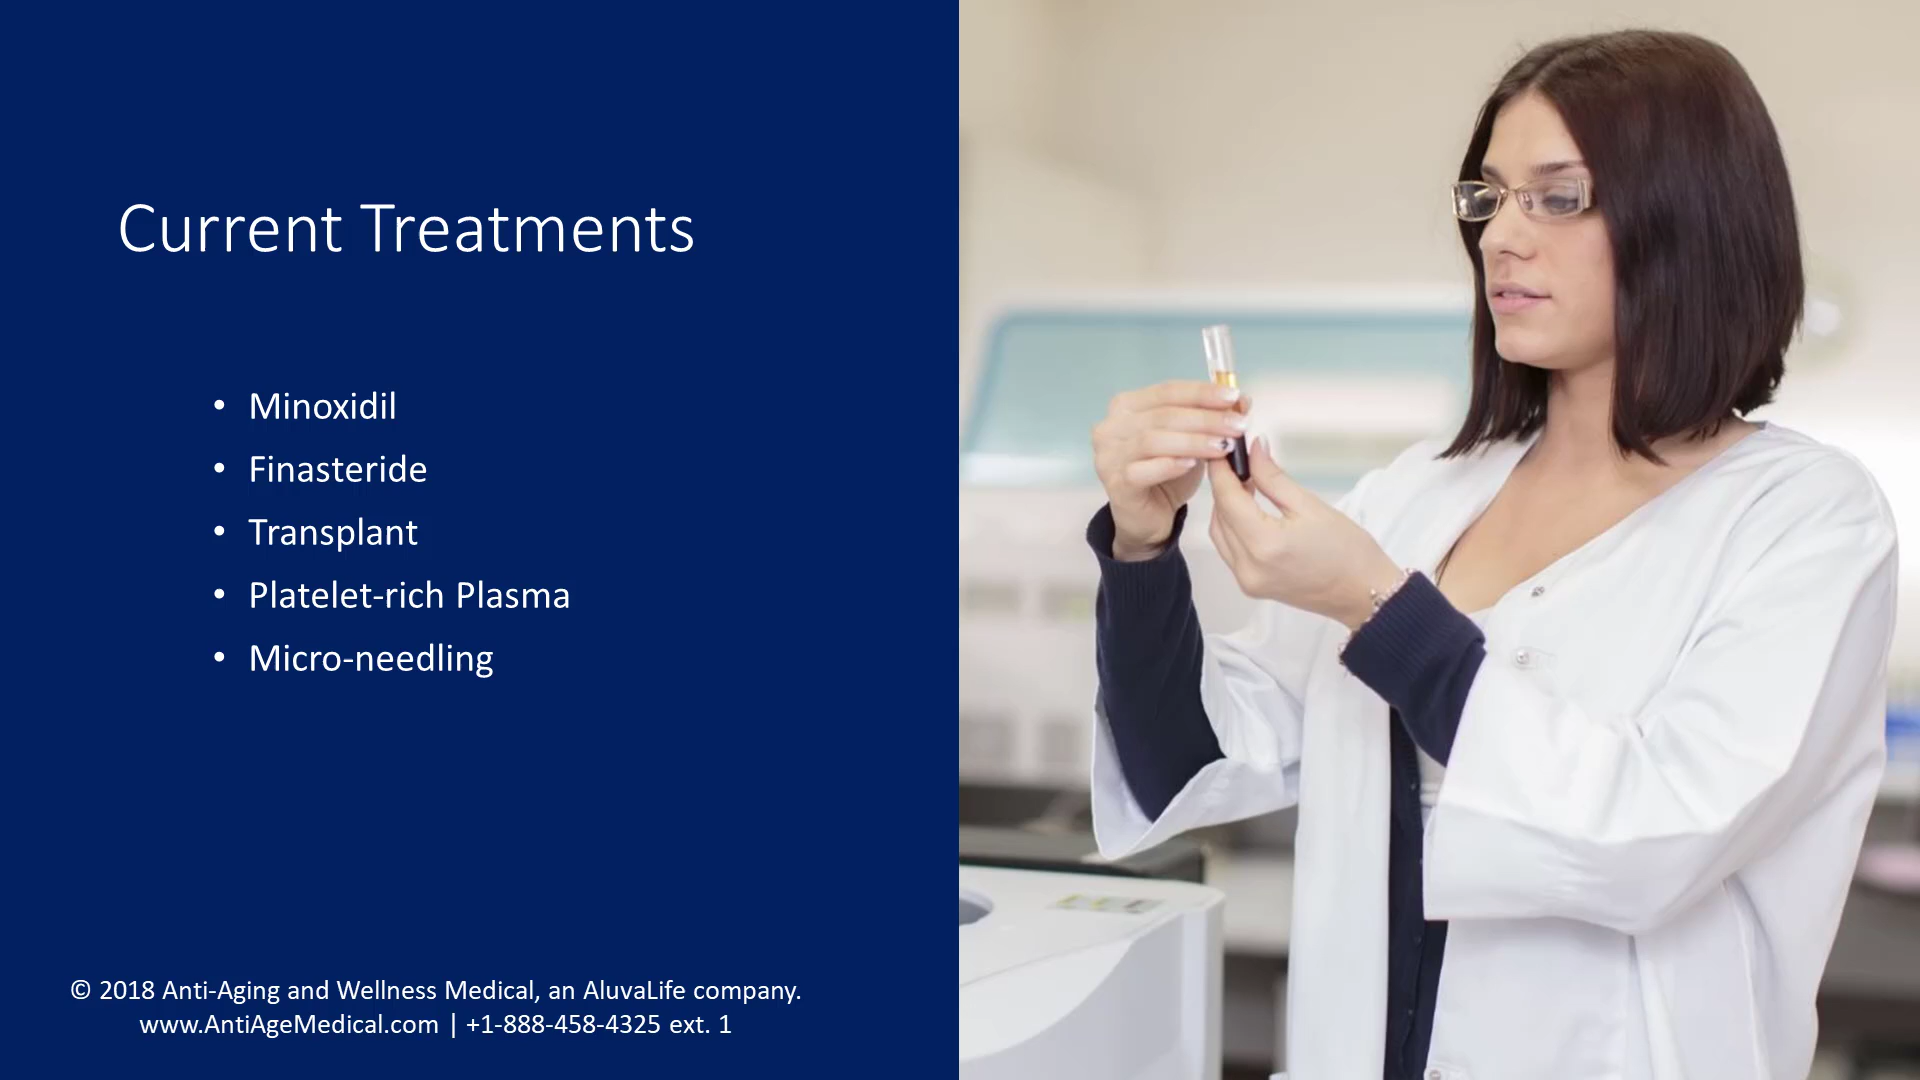 Current Treatments
• Minoxidil
• Finasteride
• Transplant
• Platelet-rich Plasma
• Micro-needling
© 2018 Anti-Aging and Wellness Medical, an AluvaLife company.
www.AntiAgeMedical.com | +1-888-458-4325 ext. 1